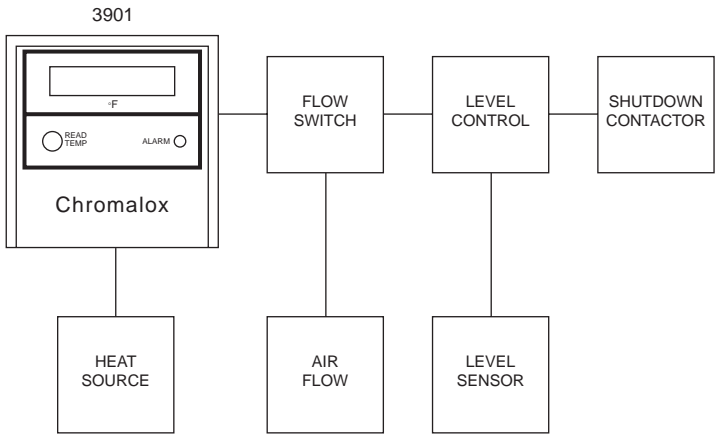 3901
°F
READ
TEMP
ALARM
Chromalox
FLOW
SWITCH
LEVEL
CONTROL
SHUTDOWN
CONTACTOR
HEAT
SOURCE
AIR
FLOW
LEVEL
SENSOR